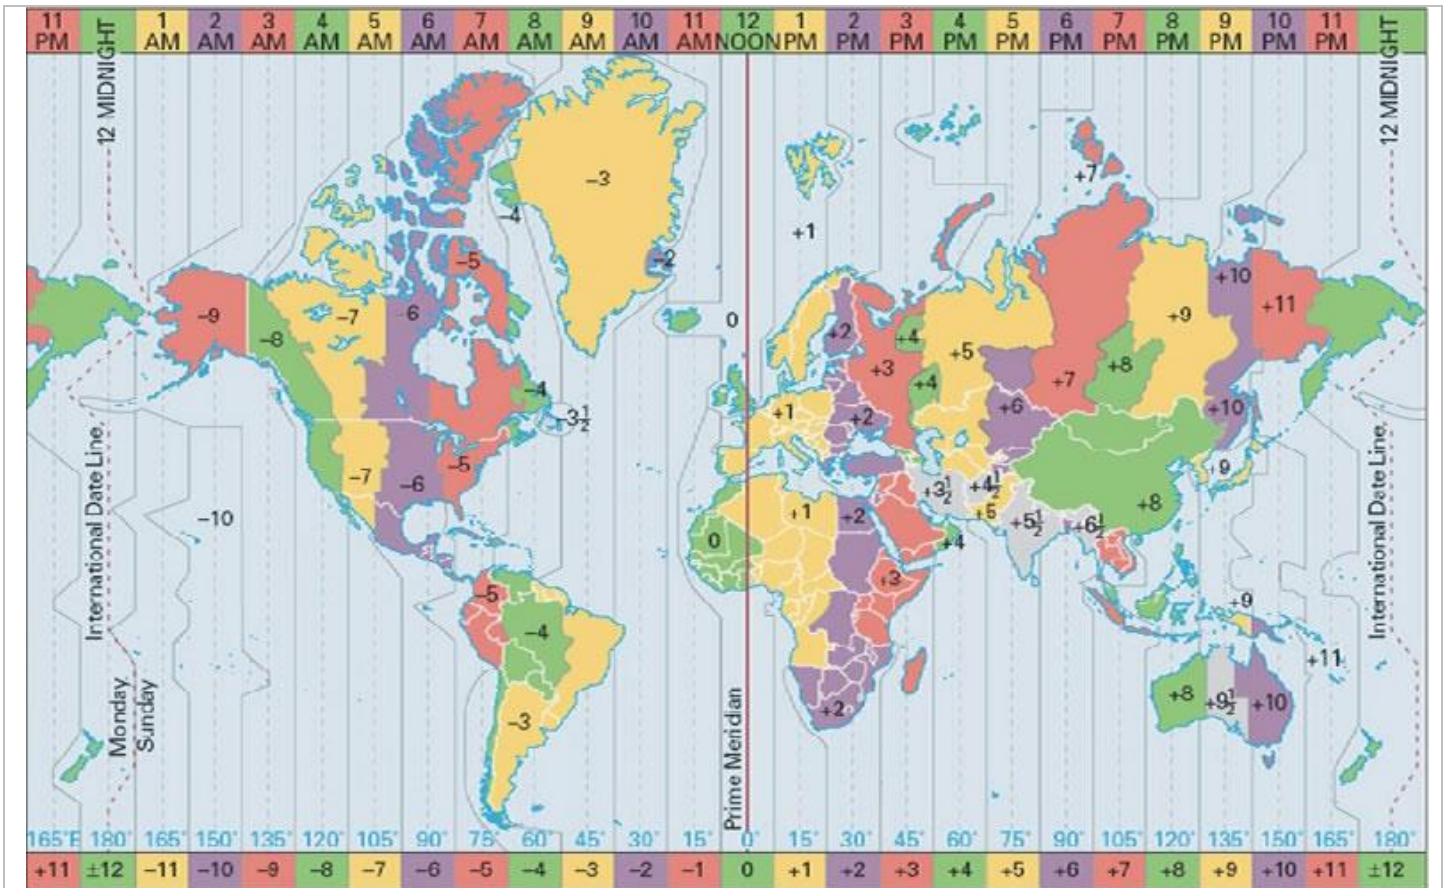 11 PM
12 MIDNIGHT
1 AM
2 AM
3 AM
4 AM
5 AM
6 AM
7 AM
8 AM
9 AM
10 AM
11 AM
12 NOON
1 PM
2 PM
3 PM
4 PM
5 PM
6 PM
7 PM
8 PM
9 PM
10 PM
11 PM
12 MIDNIGHT
–3
+7
–4
+1
–2
–5
+10
–9
–7
–6
0
+11
–8
+2
+4
+9
+3
+5
+8
–4
+4
+7
–3½
+1
+2
+6
+10
–7
–5
–6
+9
+3½
+4½
–10
+1
+2
+5
+5½
+6½
+8
0
+4
–5
+3
+9
–4
+11
–3
+2
+8
+9½
+10
International Date Line
Monday
Sunday
Prime Meridian
International Date Line
165°E 180° 165° 150° 135° 120° 105° 90° 75° 60° 45° 30° 15° 0° 15° 30° 45° 60° 75° 90° 105° 120° 135° 150° 165° 180°
+11 ±12 –11 –10 –9 –8 –7 –6 –5 –4 –3 –2 –1 0 +1 +2 +3 +4 +5 +6 +7 +8 +9 +10 +11 ±12